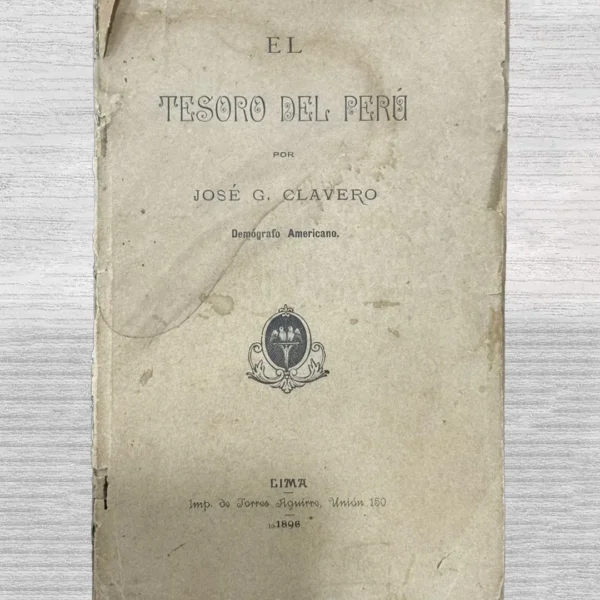 EL
TESORO DEL PERÚ
POR
JOSÉ G. CLAVERO
Demógrafo Americano.
LIMA
Imp. de Torres Aguirre, Unión 150
1896